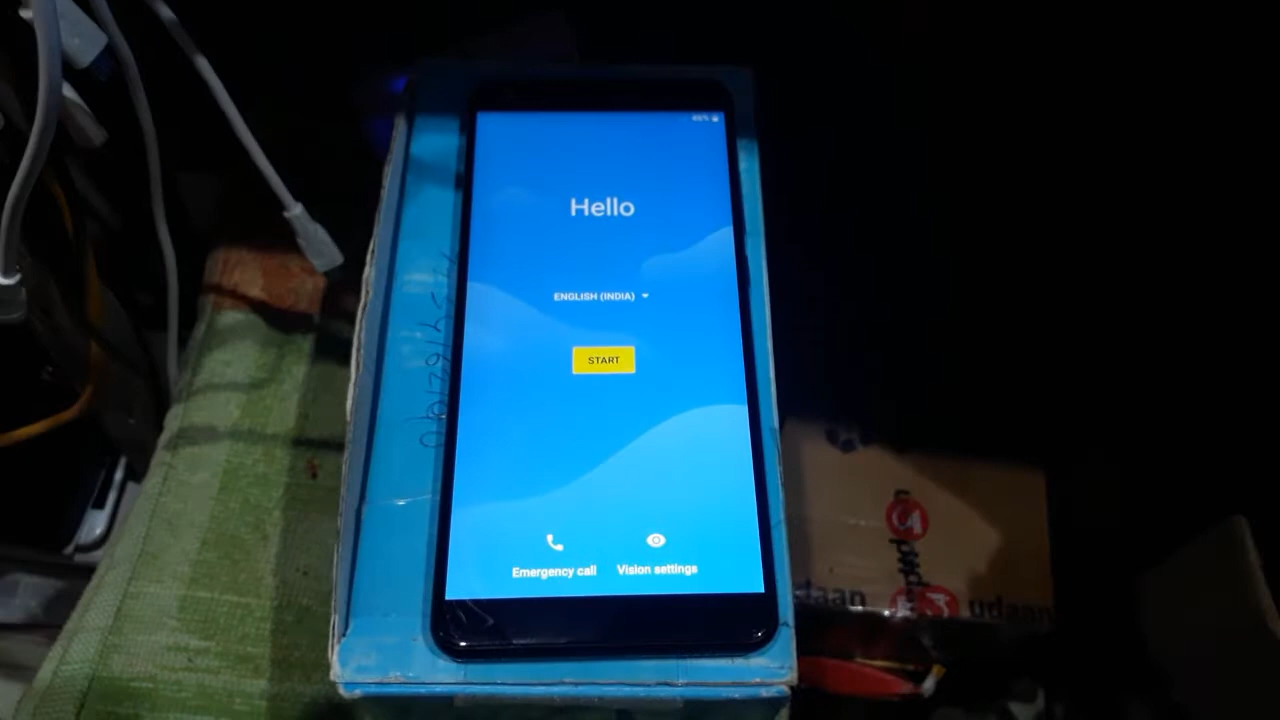 Hello
ENGLISH (INDIA)
START
Emergency call
Vision settings
udaan